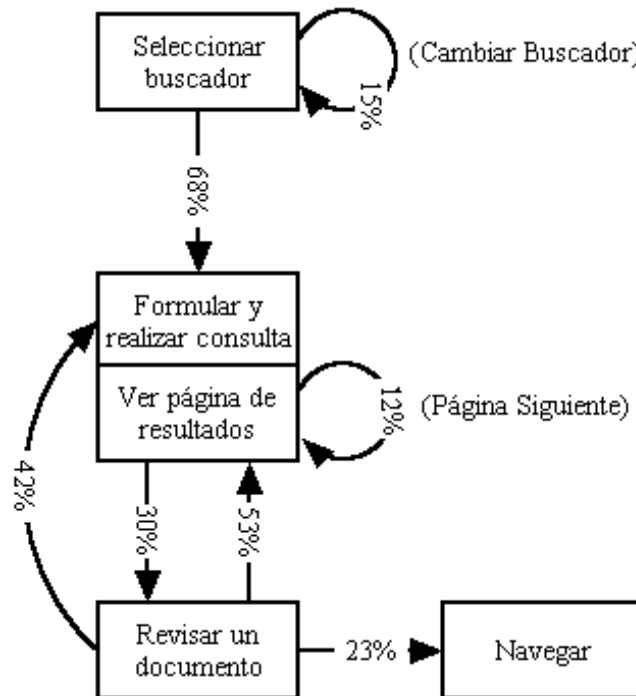 Seleccionar
buscador
(Cambiar Buscador)
15%
68%
Formular y
realizar consulta
Ver página de
resultados
12%
(Página Siguiente)
42%
30%
53%
Revisar un
documento
23%
Navegar